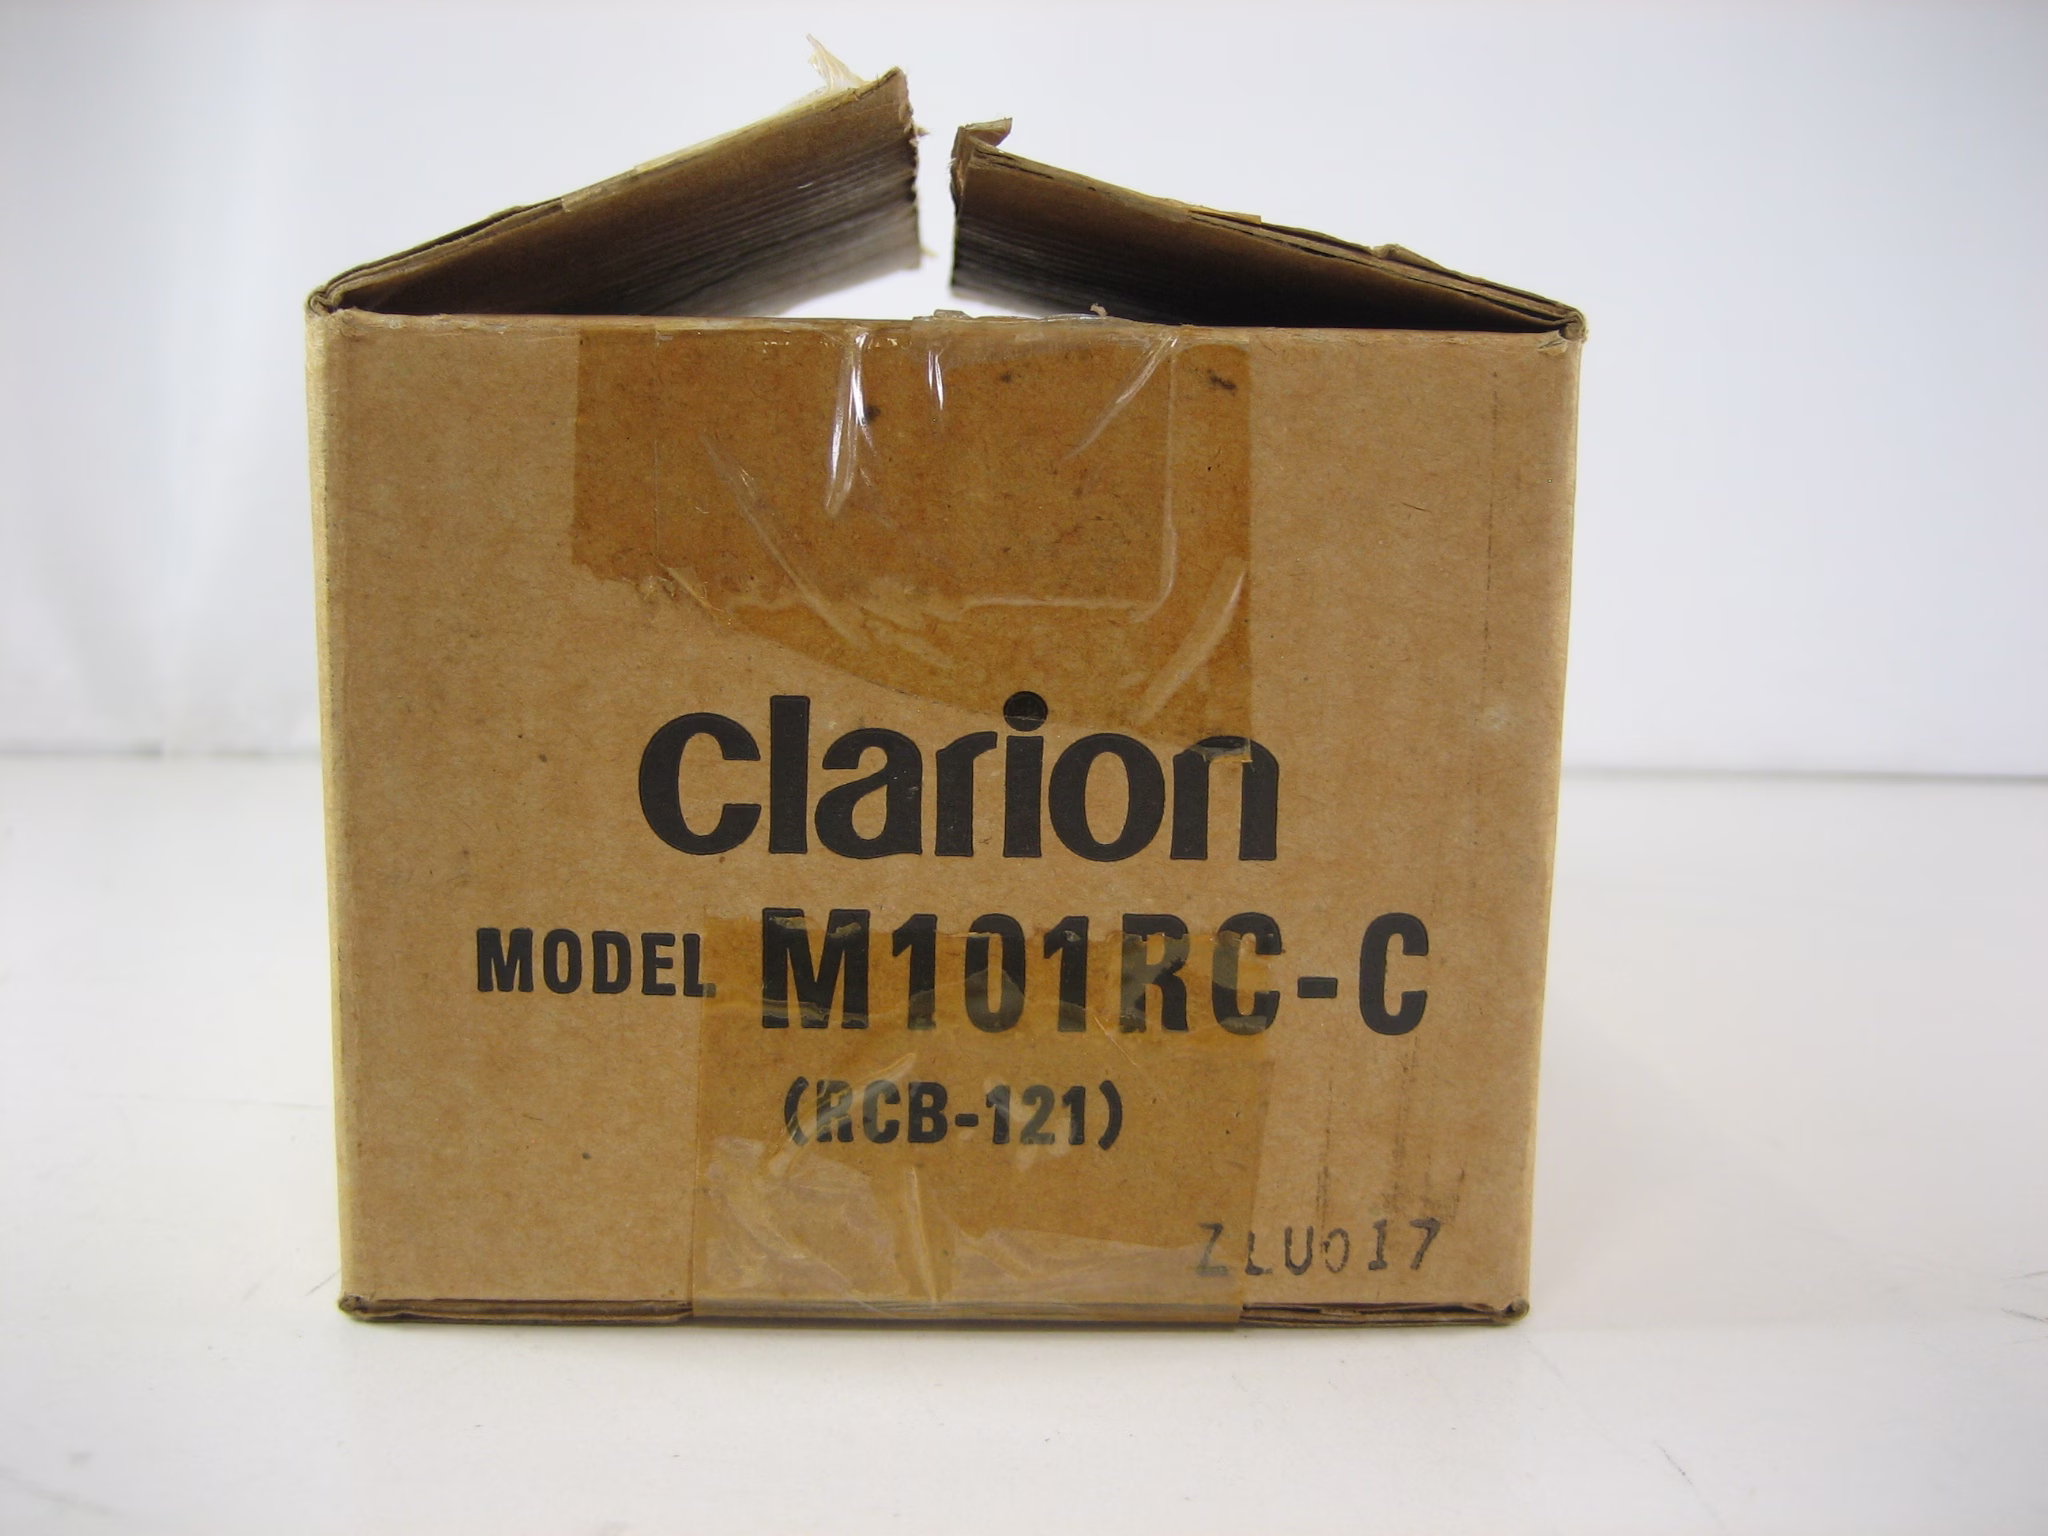 clarion
MODEL M101RC-C
(RCB-121)
ZLU017